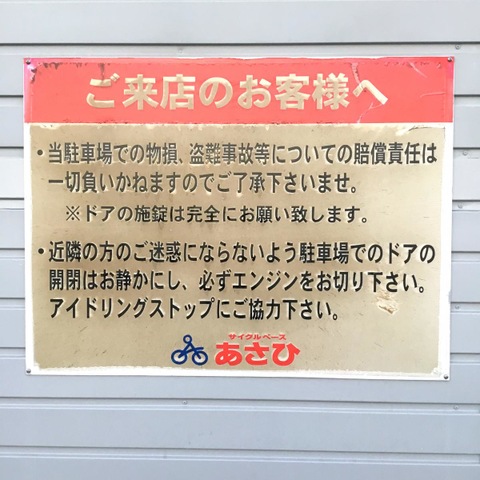 ご来店のお客様へ
・当駐車場での物損、盗難事故等についての賠償責任は
一切負いかねますのでご了承下さいませ。
※ドアの施錠は完全にお願い致します。
・近隣の方のご迷惑にならないよう駐車場でのドアの
開閉はお静かにし、必ずエンジンをお切り下さい。
アイドリングストップにご協力下さい。
サイクルベース
あさひ